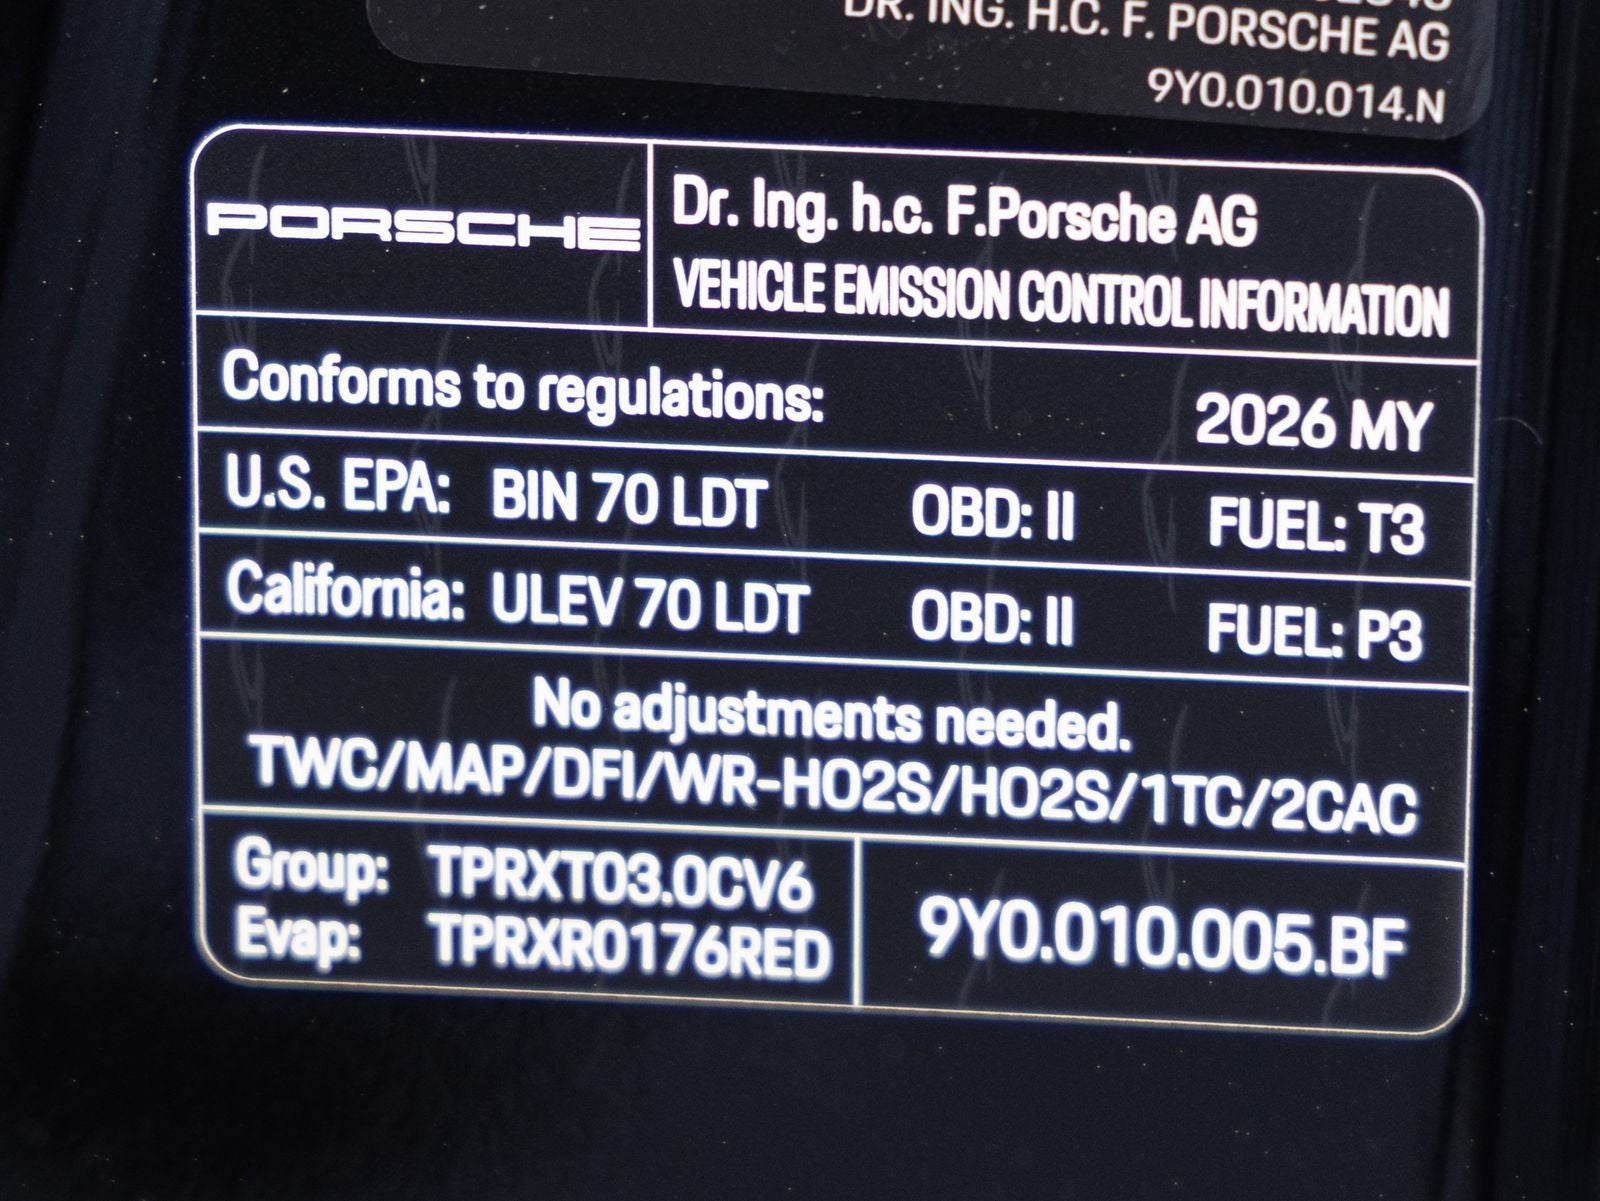 DR. ING. H.C. F. PORSCHE AG
9Y0.010.014.N
PORSCHE
Dr. Ing. h.c. F.Porsche AG
VEHICLE EMISSION CONTROL INFORMATION
Conforms to regulations: 2026 MY
U.S. EPA: BIN 70 LDT OBD: II FUEL: T3
California: ULEV 70 LDT OBD: II FUEL: P3
No adjustments needed.
TWC/MAP/DFI/WR-HO2S/HO2S/1TC/2CAC
Group: TPRXT03.0CV6
Evap: TPRXR0176RED
9Y0.010.005.BF